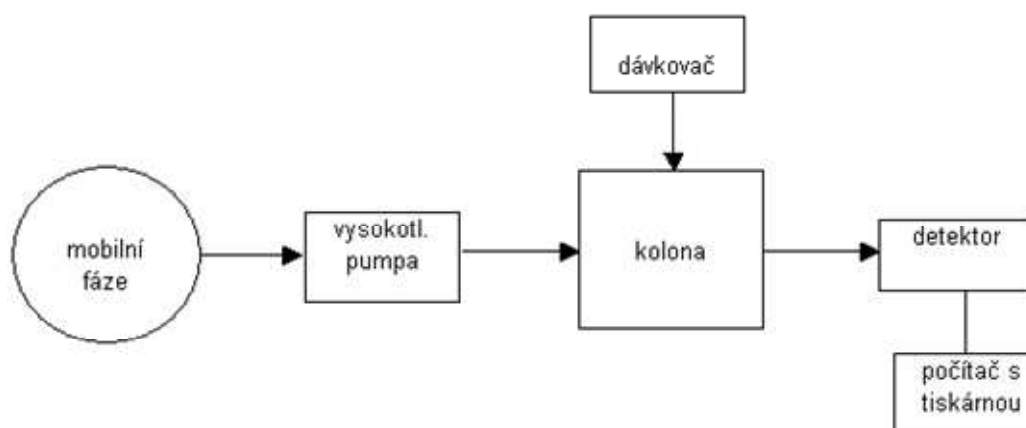 dávkovač
mobilní
fáze
vysokotl.
pumpa
kolona
detektor
počítač s
tiskárnou